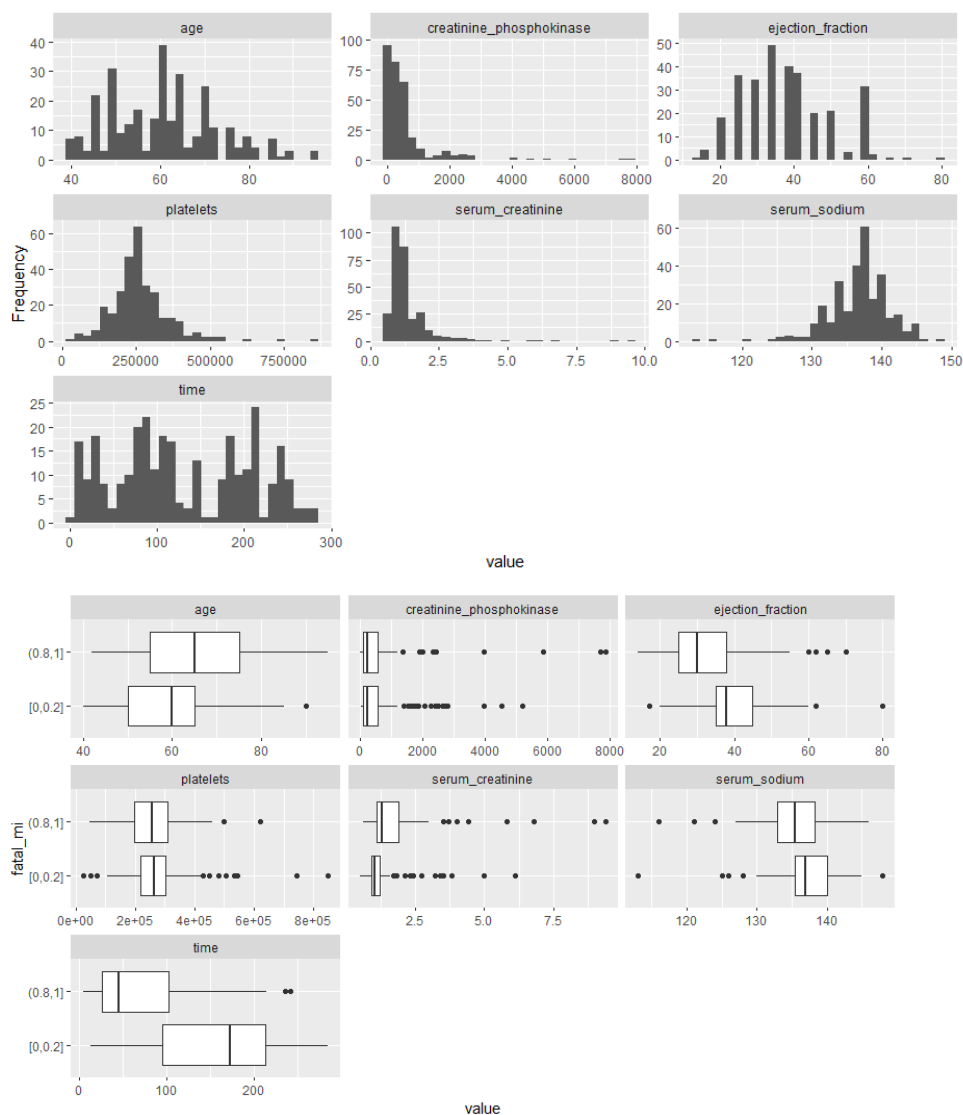 age creatinine_phosphokinase ejection_fraction
40 30 20 10 0
100 75 50 25 0
50 40 30 20 10 0
40 60 80
0 2000 4000 6000 8000
20 40 60 80
platelets serum_creatinine serum_sodium
Frequency
60 40 20 0
100 75 50 25 0
60 40 20 0
0 250000 500000 750000
0.0 2.5 5.0 7.5 10.0
120 130 140 150
time
25 20 15 10 5 0
0 100 200 300
value
age creatinine_phosphokinase ejection_fraction
(0.8,1]
[0,0.2]
40 60 80
0 2000 4000 6000 8000
20 40 60 80
platelets serum_creatinine serum_sodium
fatal_mi
(0.8,1]
[0,0.2]
0e+00 2e+05 4e+05 6e+05 8e+05
2.5 5.0 7.5
120 130 140
time
(0.8,1]
[0,0.2]
0 100 200
value